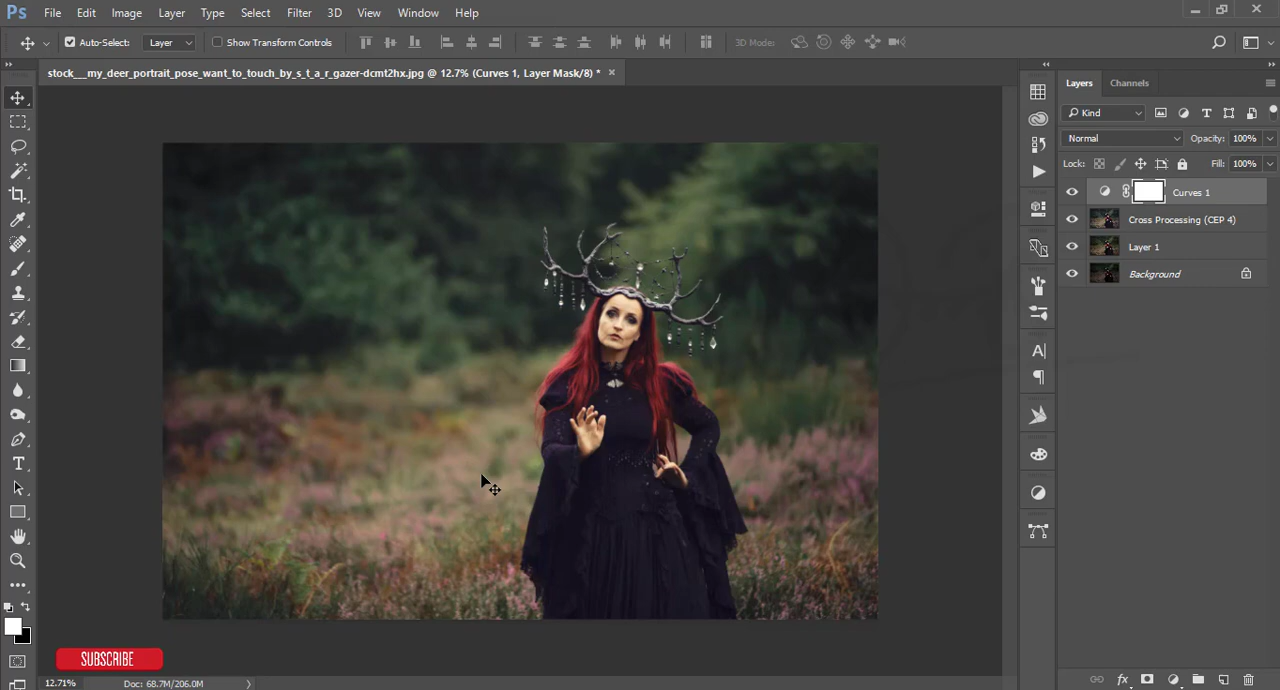 Ps File Edit Image Layer Type Select Filter 3D View Window Help
Auto-Select: Layer Show Transform Controls 3D Mode:
stock__my_deer_portrait_pose_want_to_touch_by_s_t_a_r_gazer-dcmt2hx.jpg @ 12.7% (Curves 1, Layer Mask/8) *
Layers Channels
Kind
Normal Opacity: 100%
Lock: Fill: 100%
Curves 1
Cross Processing (CEP 4)
Layer 1
Background
SUBSCRIBE
12.71% Doc: 68.7M/206.0M